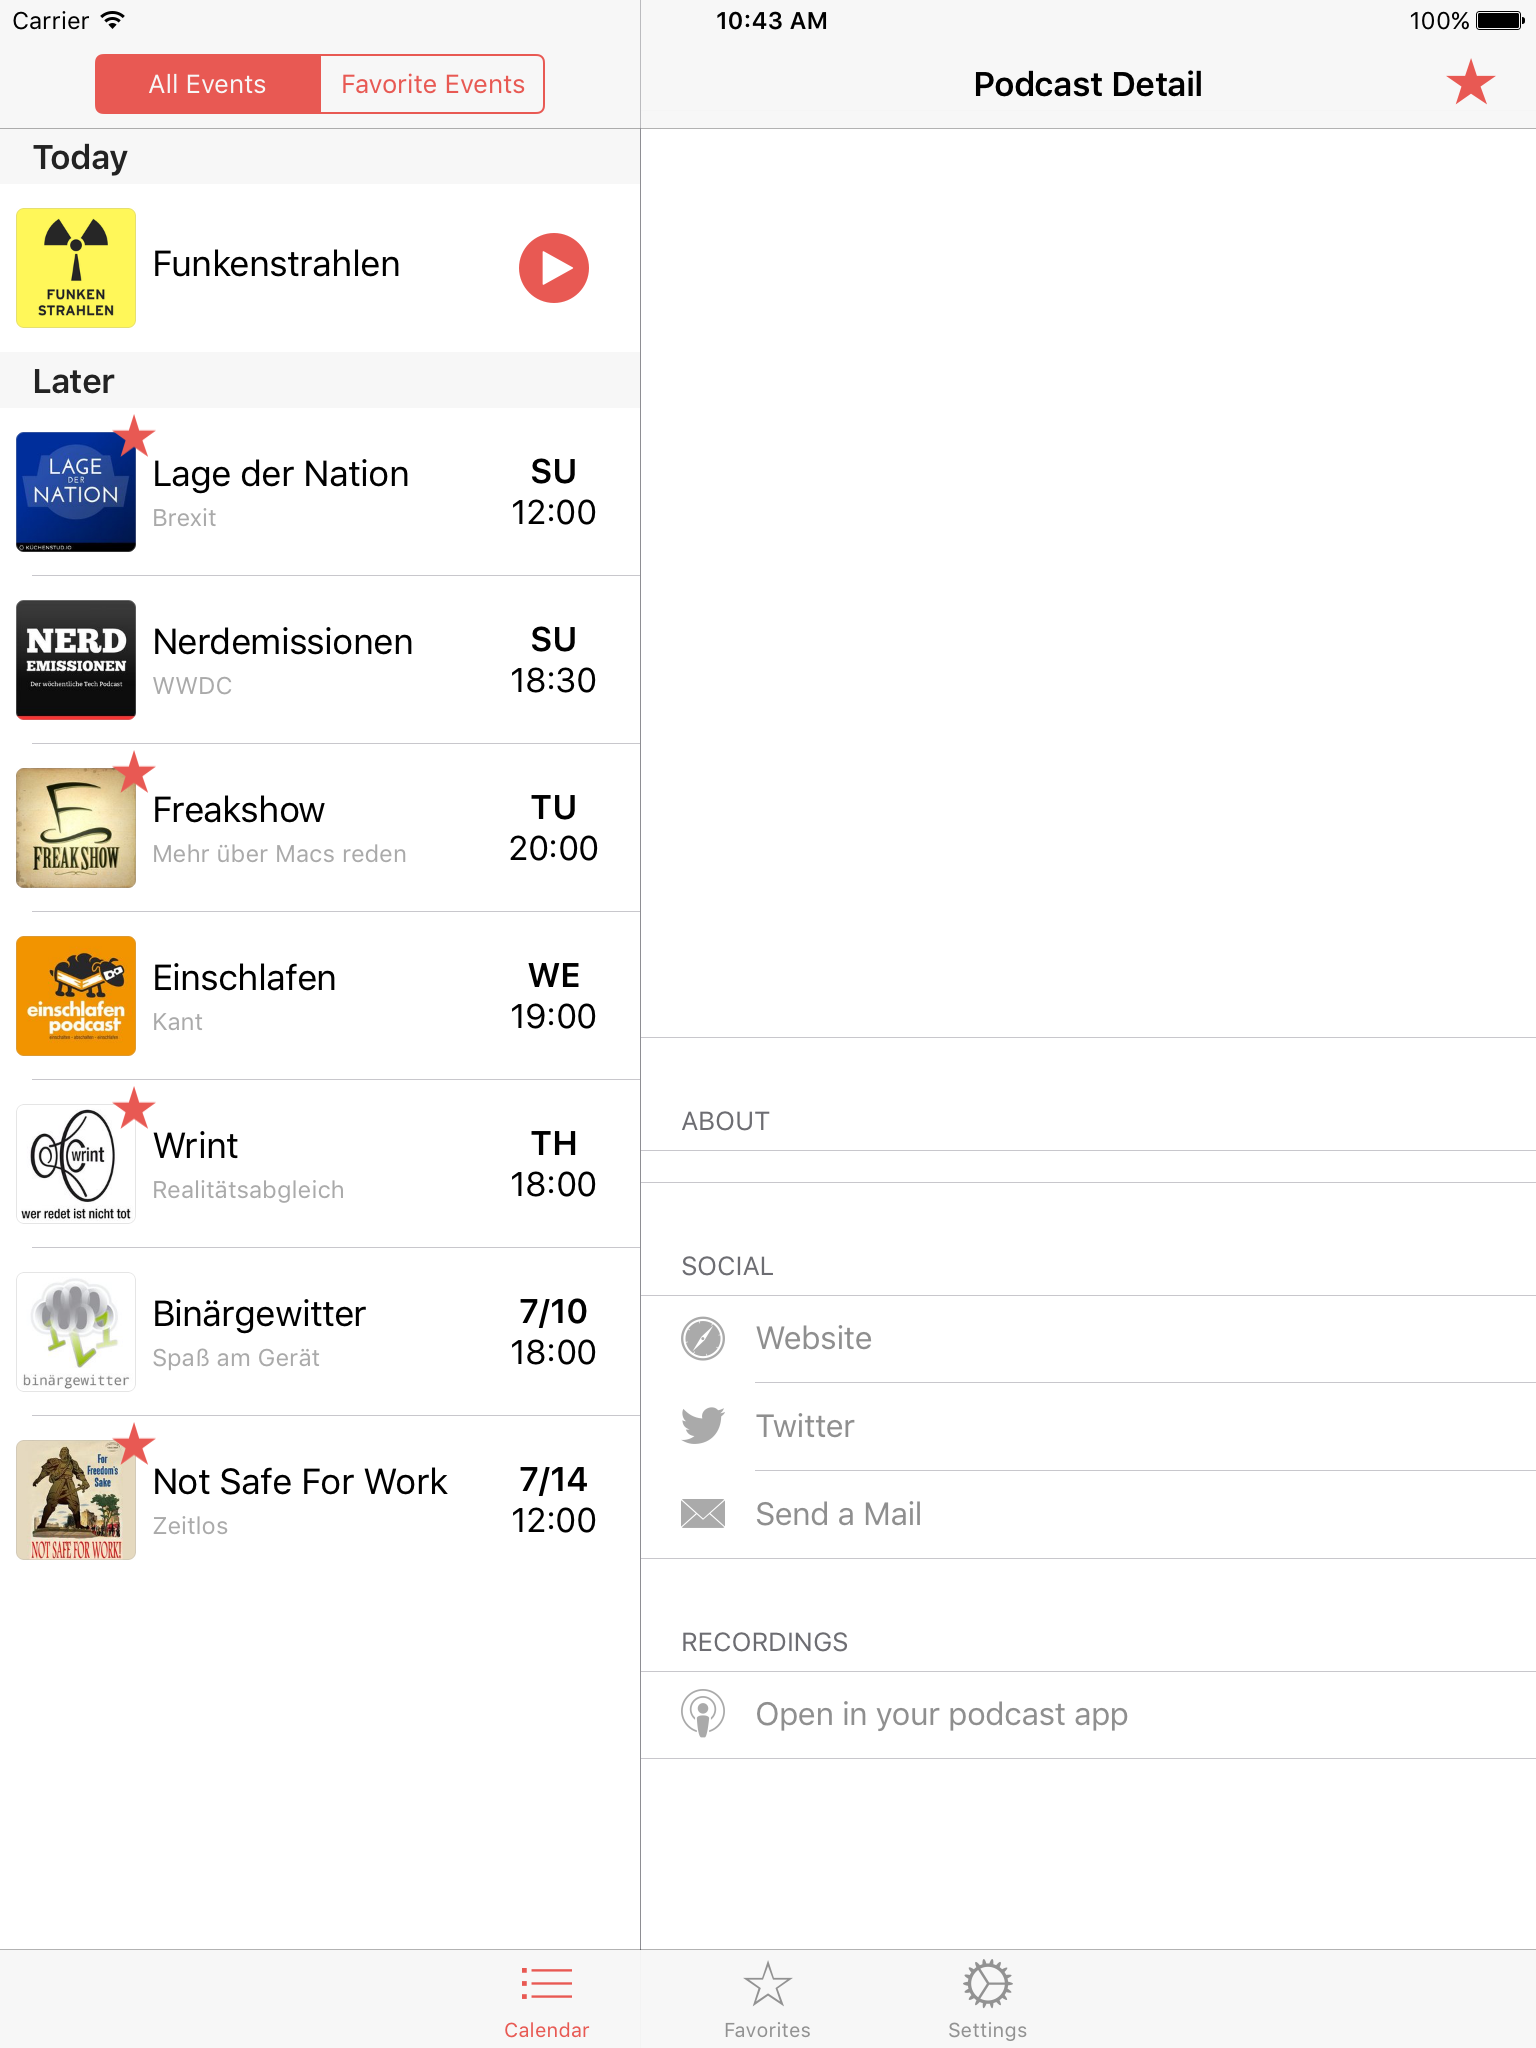 Carrier
10:43 AM
100%
All Events
Favorite Events
Podcast Detail
Today
FUNKEN
STRAHLEN
Funkenstrahlen
Later
LAGE
DER
NATION
KÜCHENSTUD.IO
Lage der Nation
Brexit
SU
12:00
NERD
EMISSIONEN
Der wöchentliche Tech Podcast
Nerdemissionen
WWDC
SU
18:30
FREAK SHOW
Freakshow
Mehr über Macs reden
TU
20:00
einschlafen
podcast
Einschlafen
Kant
WE
19:00
wrint
wer redet ist nicht tot
Wrint
Realitätsabgleich
TH
18:00
binärgewitter
Binärgewitter
Spaß am Gerät
7/10
18:00
For
Freedom's
Sake
NOT SAFE FOR WORK!
Not Safe For Work
Zeitlos
7/14
12:00
ABOUT
SOCIAL
Website
Twitter
Send a Mail
RECORDINGS
Open in your podcast app
Calendar
Favorites
Settings